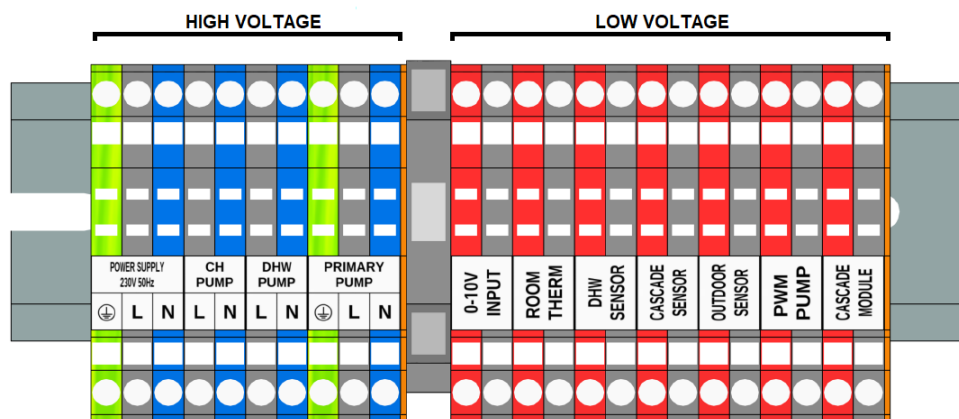 HIGH VOLTAGE
LOW VOLTAGE
POWER SUPPLY
230V 50Hz
CH
PUMP
DHW
PUMP
PRIMARY
PUMP
L
N
L
N
L
N
L
N
0-10V
INPUT
ROOM
THERM
DHW
SENSOR
CASCADE
SENSOR
OUTDOOR
SENSOR
PWM
PUMP
CASCADE
MODULE